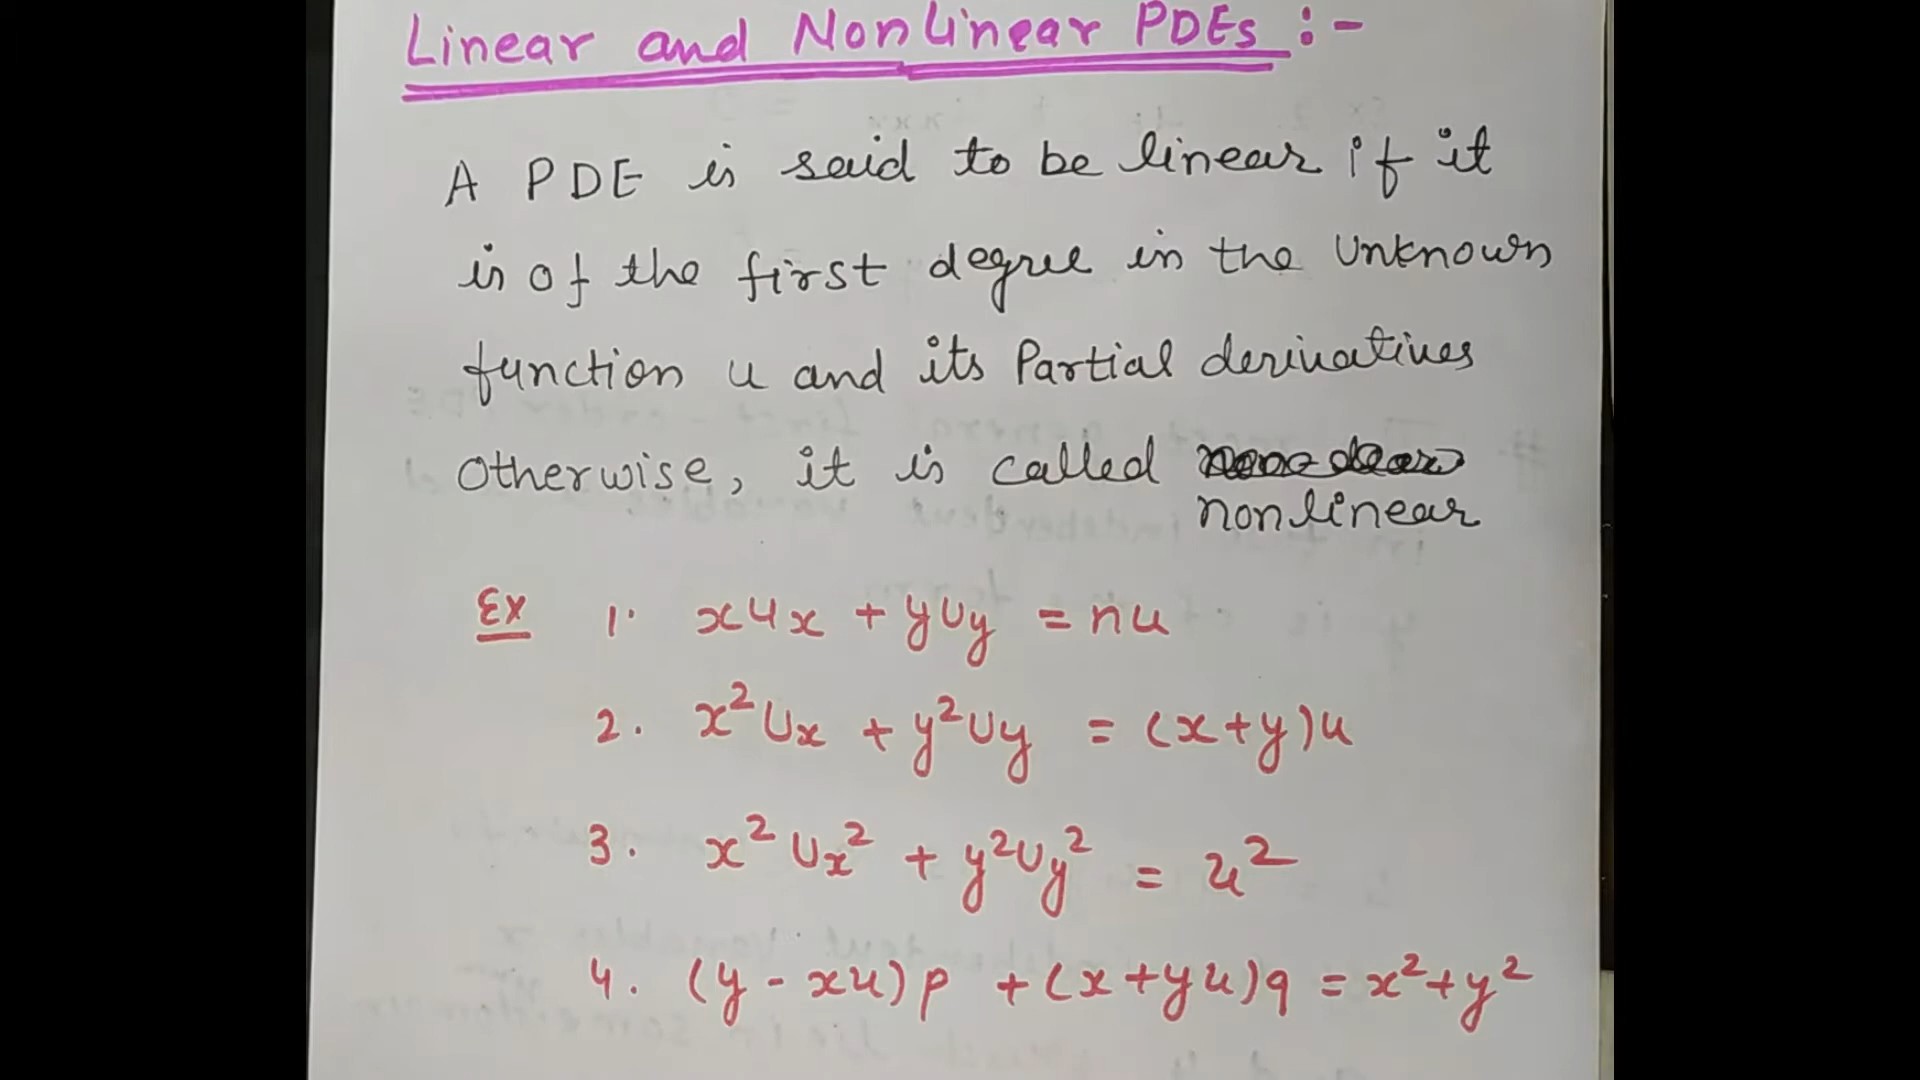 Linear and Nonlinear PDEs :-
A PDE is said to be linear if it
is of the first degree in the unknown
function u and its Partial derivatives
Otherwise, it is called
nonlinear
Ex 1. xux + yuy = nu
2. x²ux + y²uy = (x+y)u
3. x²ux² + y²uy² = u²
4. (y - xu)p + (x+yu)q = x²+y²